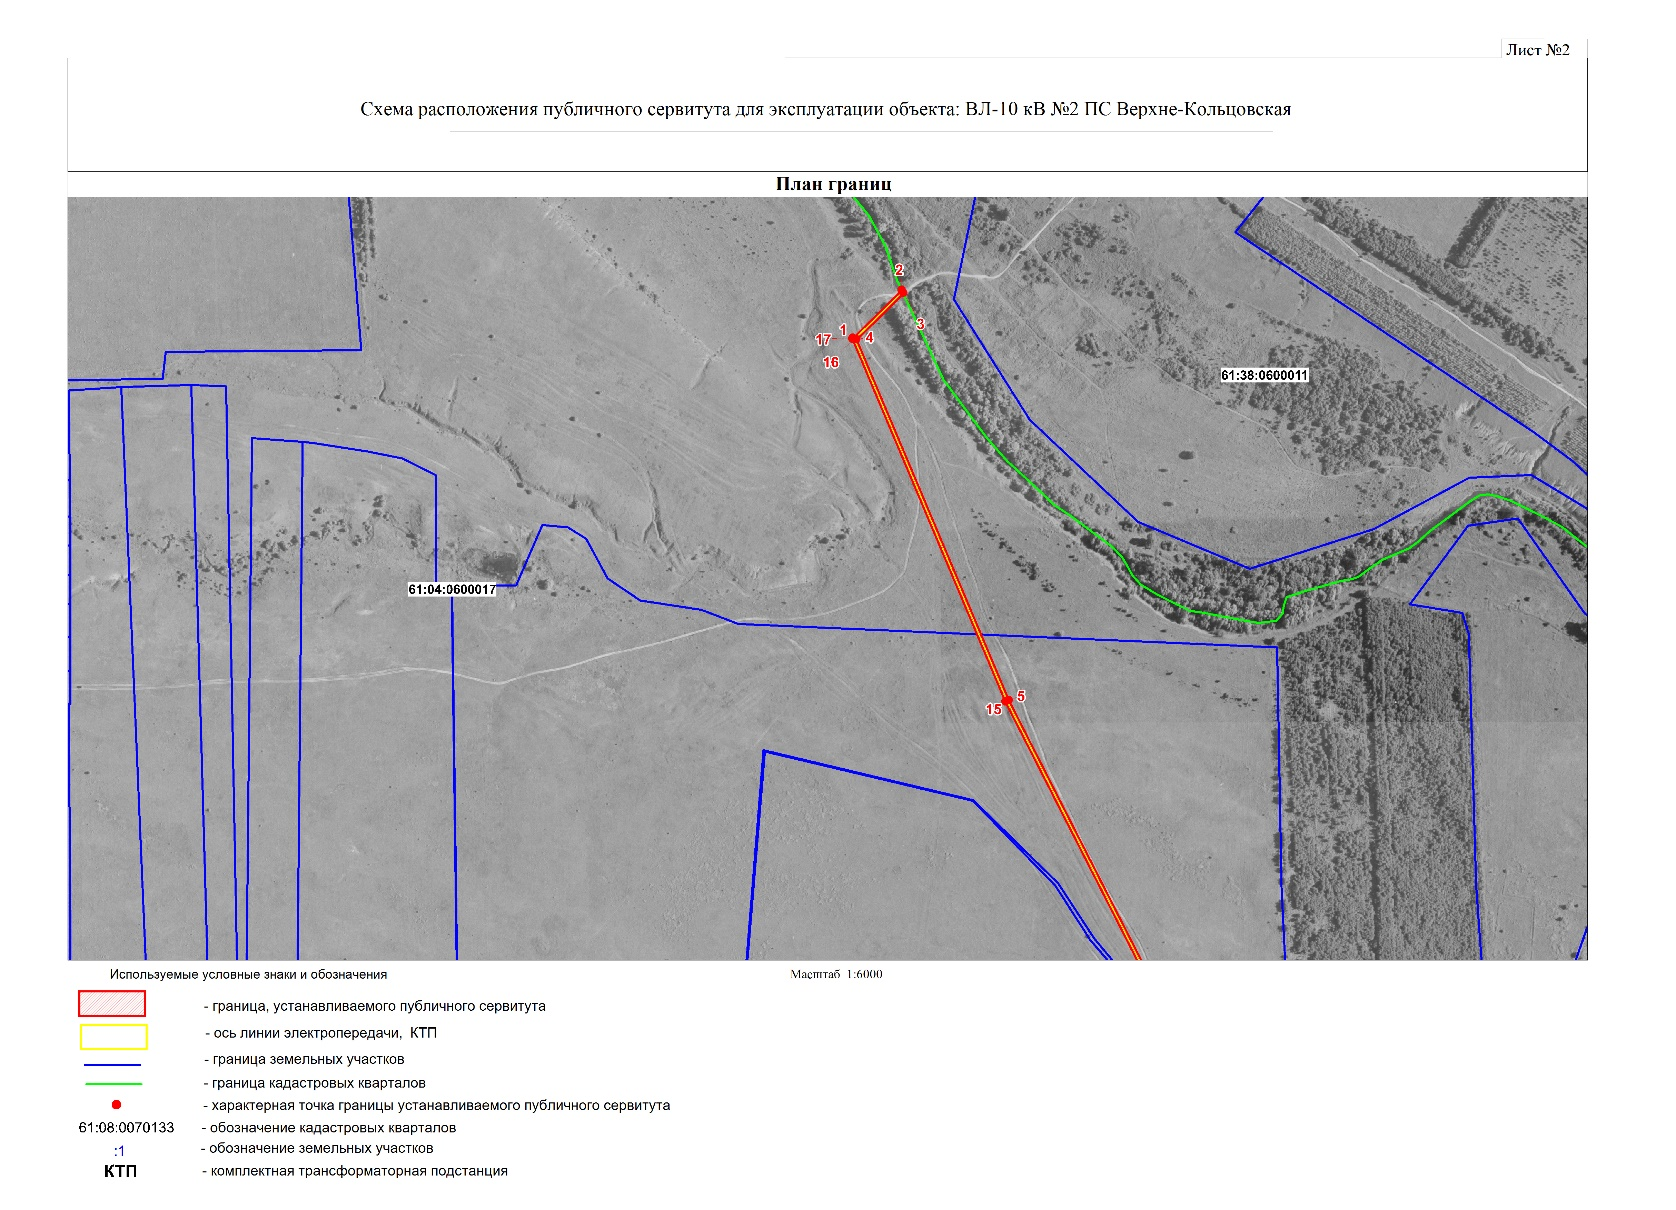 Лист №2
Схема расположения публичного сервитута для эксплуатации объекта: ВЛ-10 кВ №2 ПС Верхне-Кольцовская
План границ
2
3
1
17
4
16
61:38:0600011
61:04:0600017
5
15
Используемые условные знаки и обозначения
Масштаб 1:6000
- граница, устанавливаемого публичного сервитута
- ось линии электропередачи, КТП
- граница земельных участков
- граница кадастровых кварталов
- характерная точка границы устанавливаемого публичного сервитута
61:08:0070133 - обозначение кадастровых кварталов
:1 - обозначение земельных участков
КТП - комплектная трансформаторная подстанция